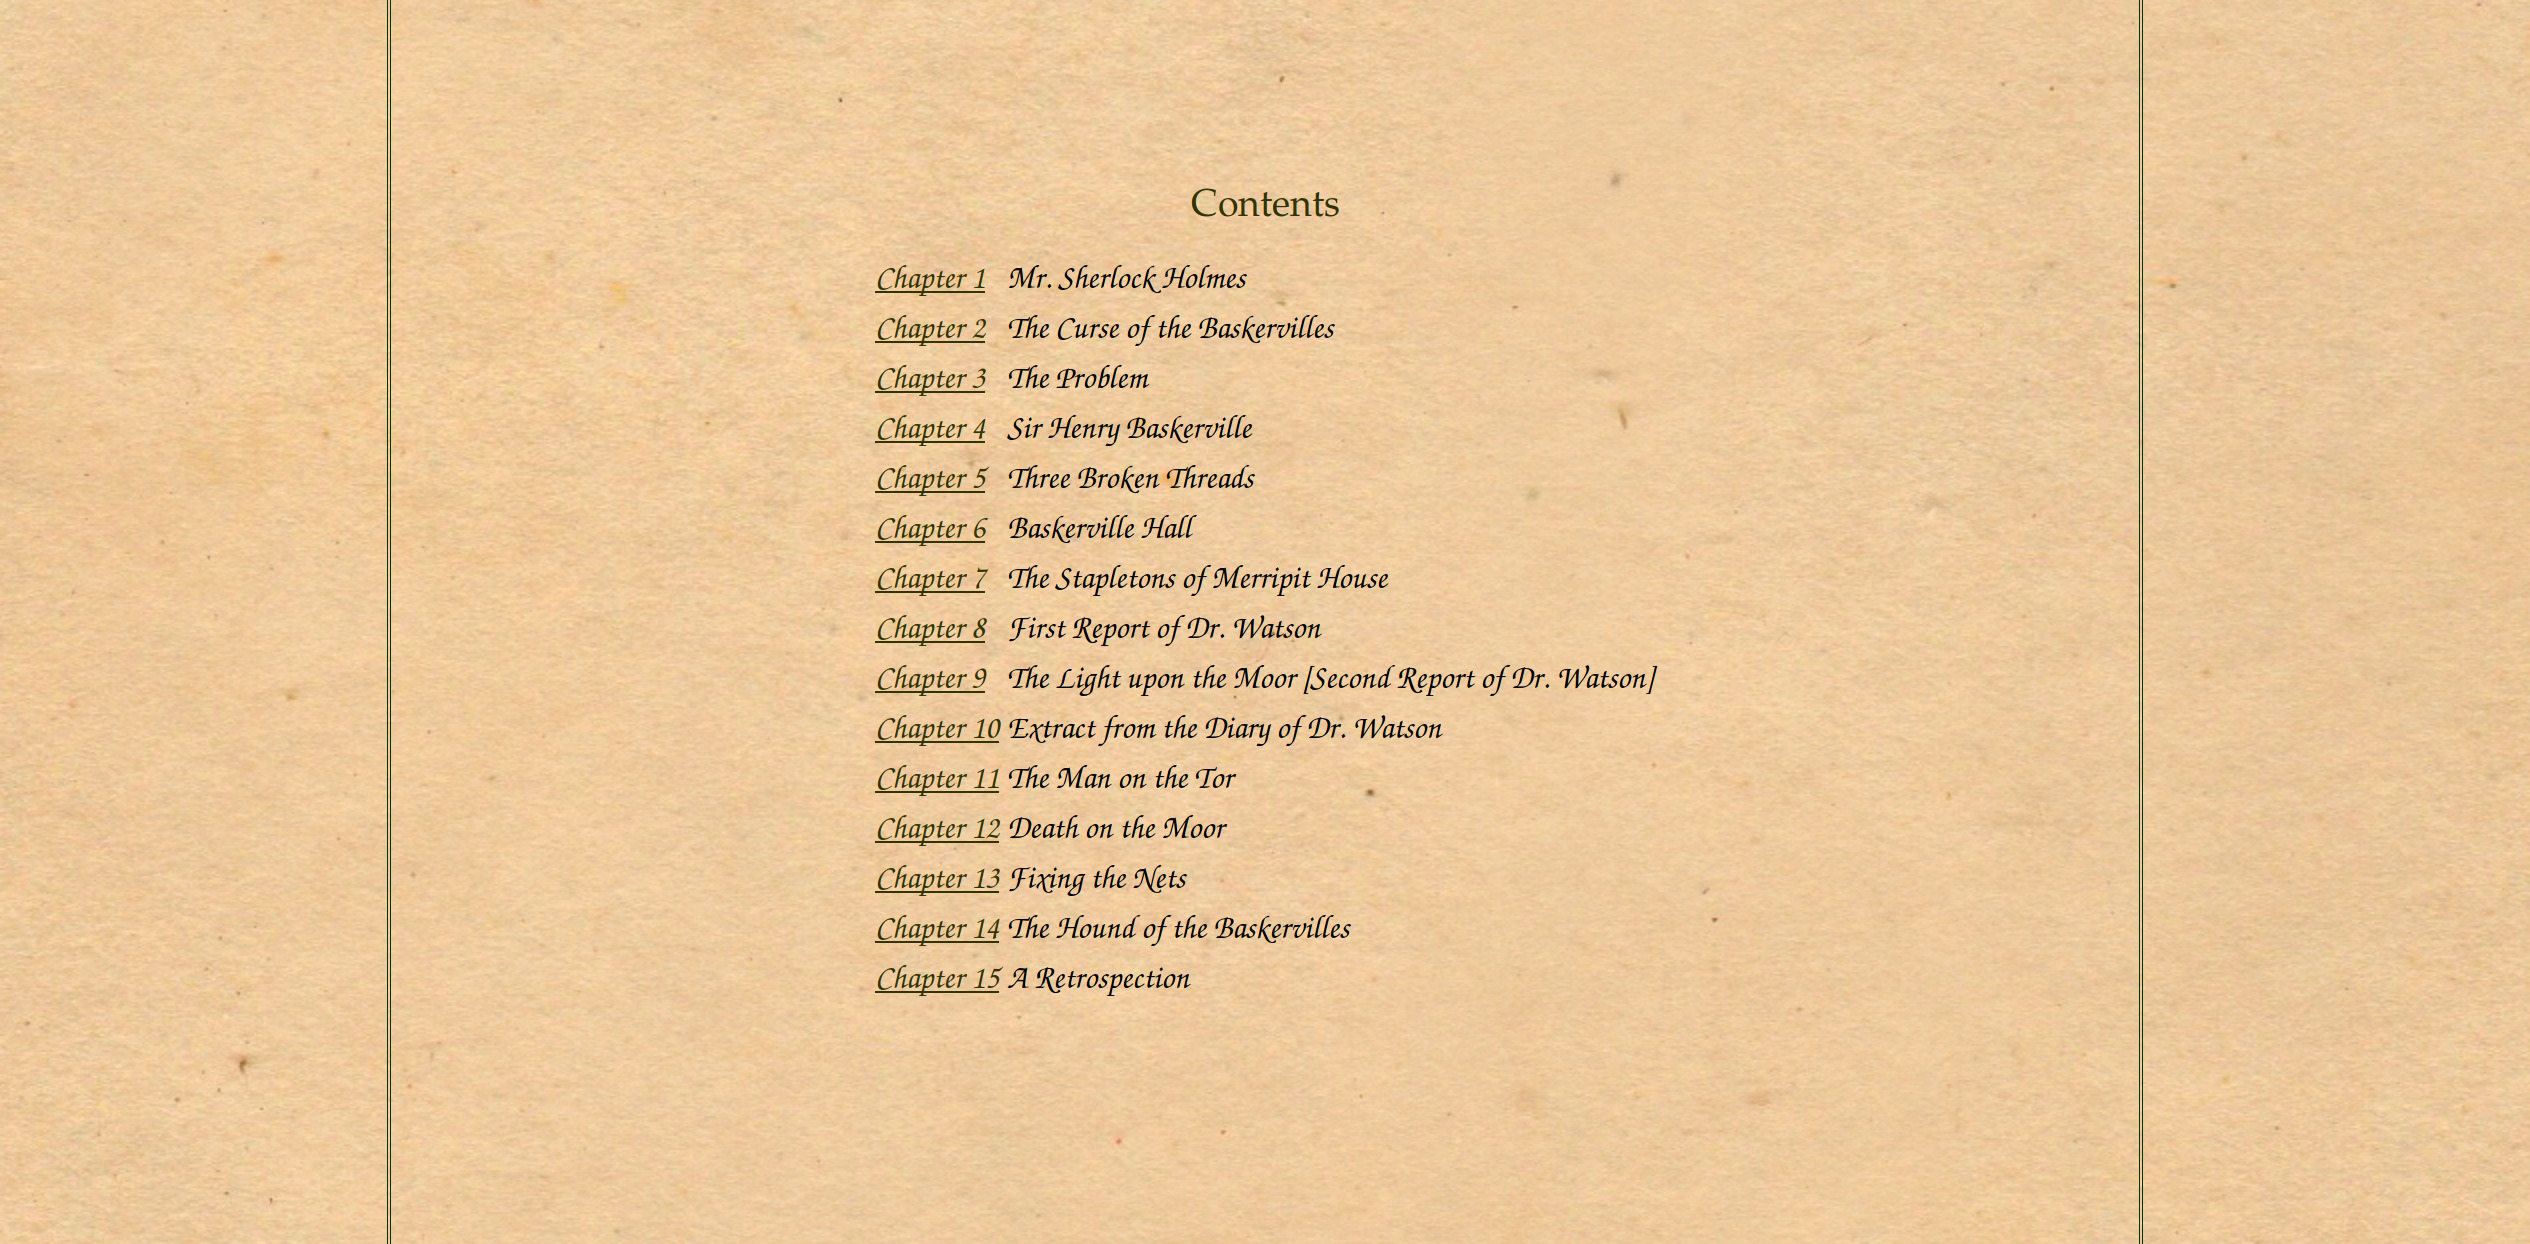 Contents
Chapter 1 Mr. Sherlock Holmes
Chapter 2 The Curse of the Baskervilles
Chapter 3 The Problem
Chapter 4 Sir Henry Baskerville
Chapter 5 Three Broken Threads
Chapter 6 Baskerville Hall
Chapter 7 The Stapletons of Merripit House
Chapter 8 First Report of Dr. Watson
Chapter 9 The Light upon the Moor [Second Report of Dr. Watson]
Chapter 10 Extract from the Diary of Dr. Watson
Chapter 11 The Man on the Tor
Chapter 12 Death on the Moor
Chapter 13 Fixing the Nets
Chapter 14 The Hound of the Baskervilles
Chapter 15 A Retrospection